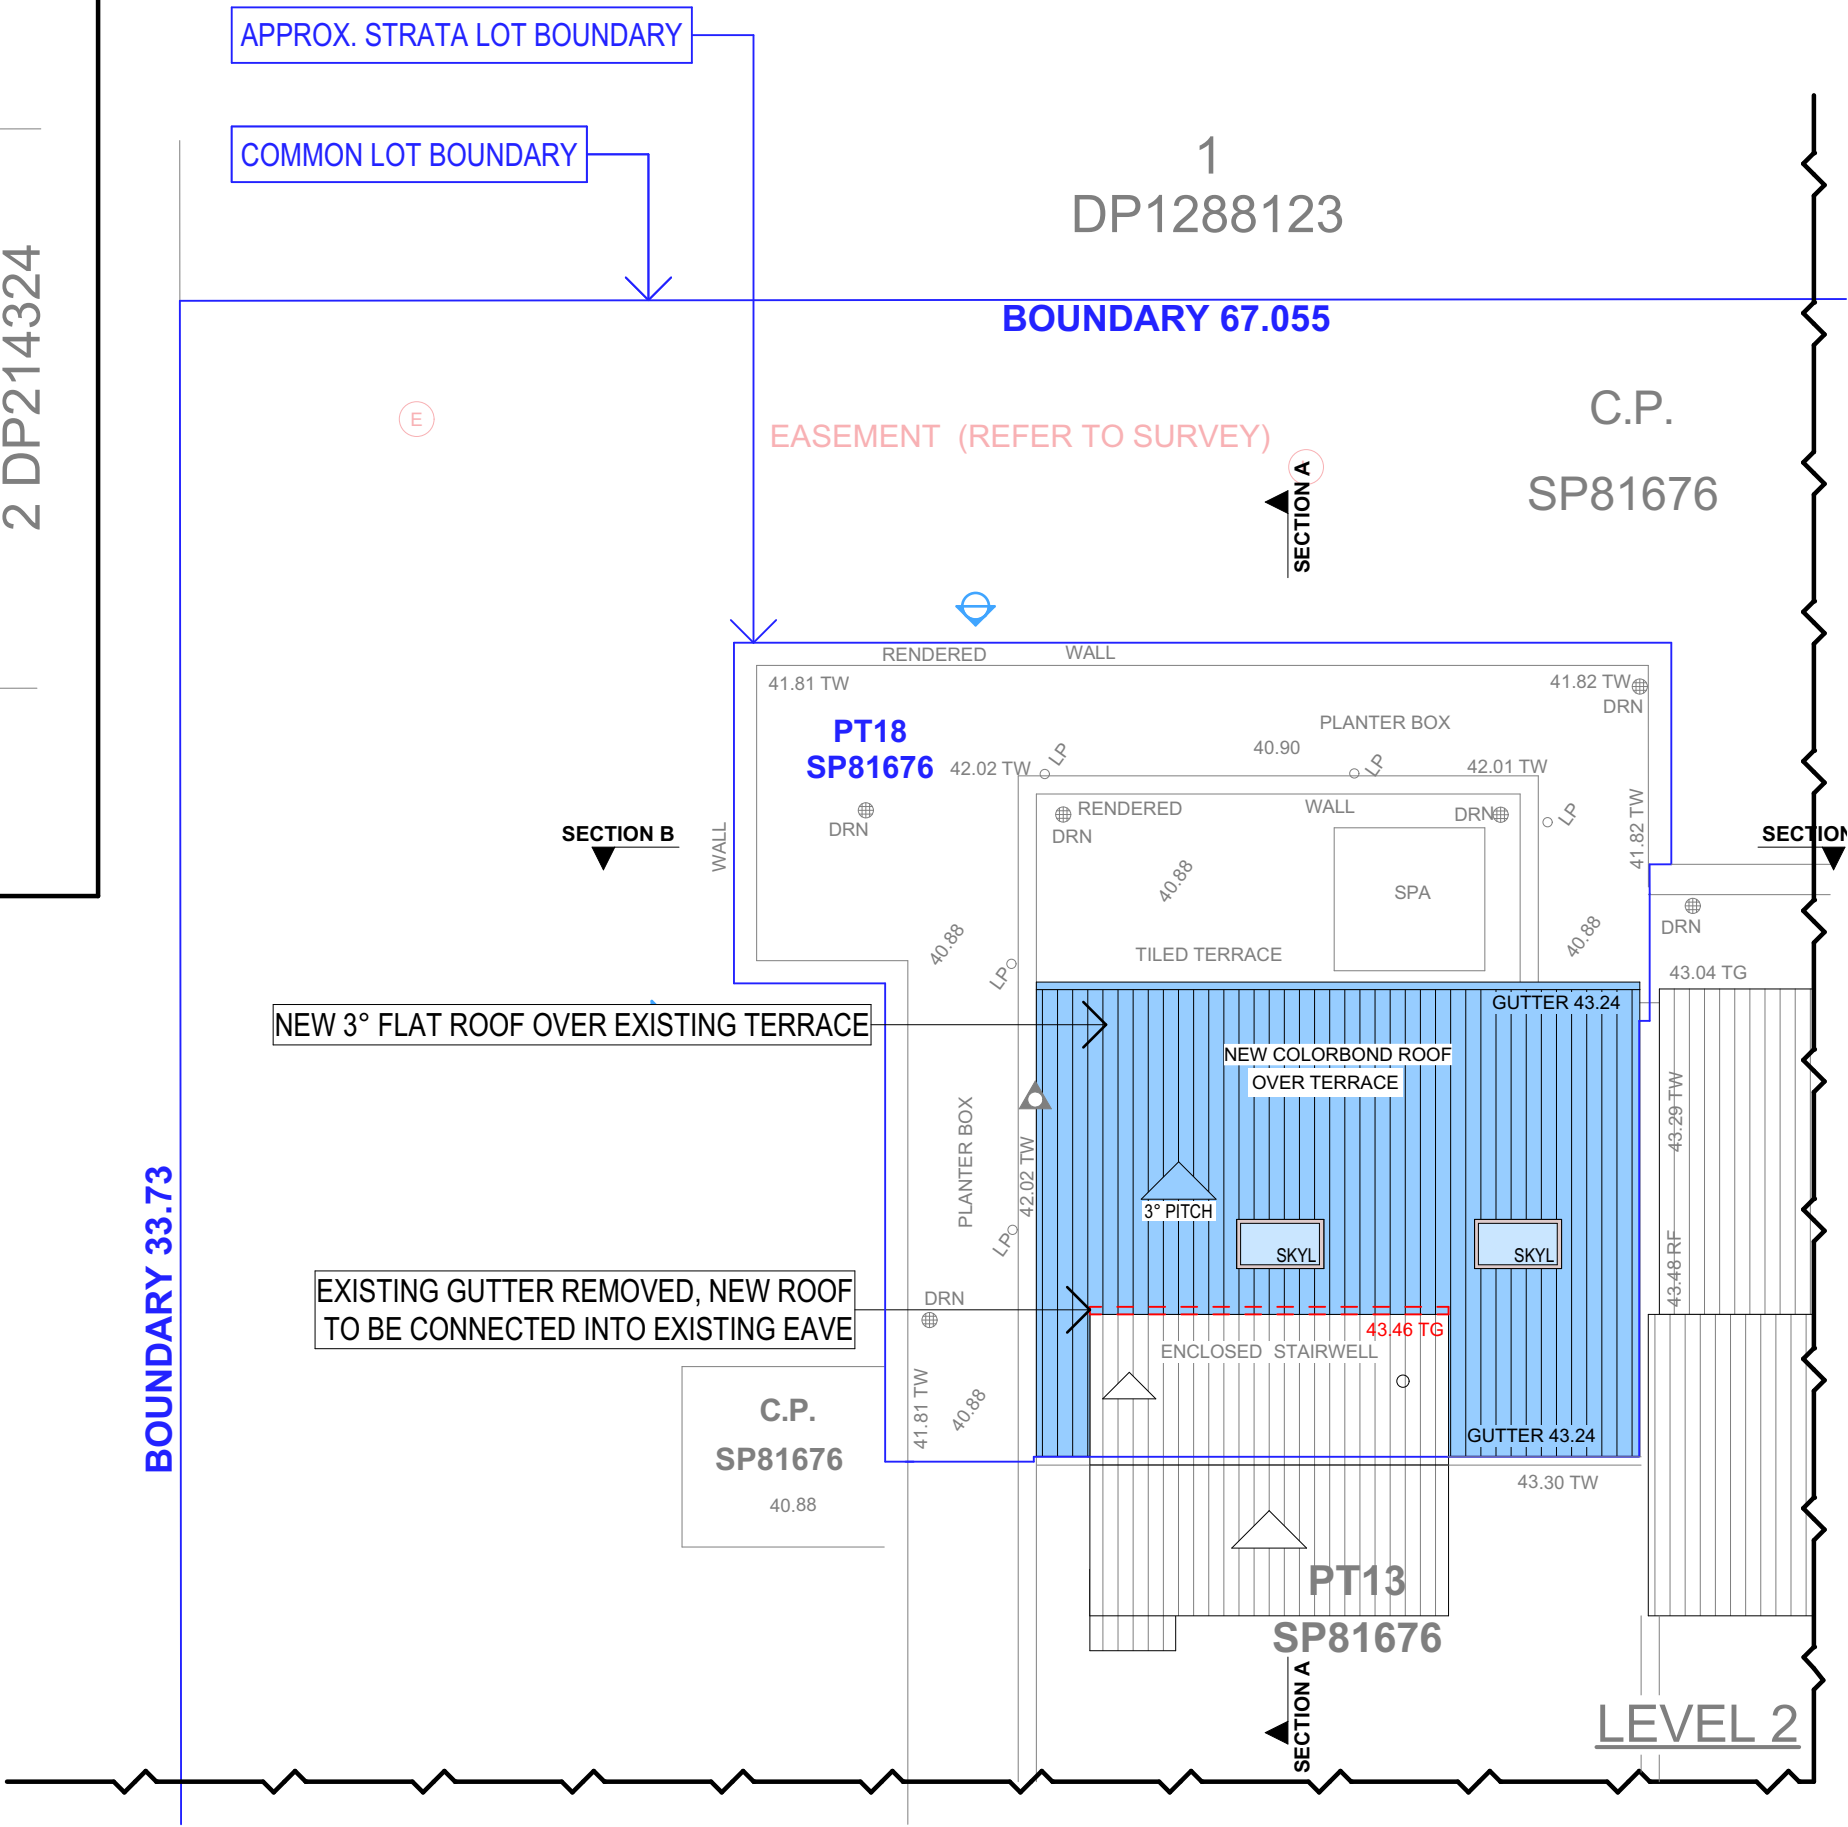 APPROX. STRATA LOT BOUNDARY
COMMON LOT BOUNDARY
1
DP1288123
2 DP214324
BOUNDARY 67.055
E
EASEMENT (REFER TO SURVEY)
C.P.
SP81676
SECTION A
RENDERED WALL
41.81 TW
41.82 TW
DRN
PT18
SP81676
PLANTER BOX
40.90
42.02 TW
LP
LP
42.01 TW
RENDERED WALL
DRN
DRN
DRN
LP
41.82 TW
SECTION B
WALL
SECTION
40.88
SPA
40.88
40.88
DRN
TILED TERRACE
LP
43.04 TG
GUTTER 43.24
NEW 3° FLAT ROOF OVER EXISTING TERRACE
NEW COLORBOND ROOF
OVER TERRACE
43.29 TW
PLANTER BOX
42.02 TW
3° PITCH
LP
SKYL
SKYL
43.48 RF
BOUNDARY 33.73
EXISTING GUTTER REMOVED, NEW ROOF
TO BE CONNECTED INTO EXISTING EAVE
DRN
43.46 TG
ENCLOSED STAIRWELL
C.P.
SP81676
40.88
41.81 TW
40.88
GUTTER 43.24
43.30 TW
PT13
SP81676
SECTION A
LEVEL 2